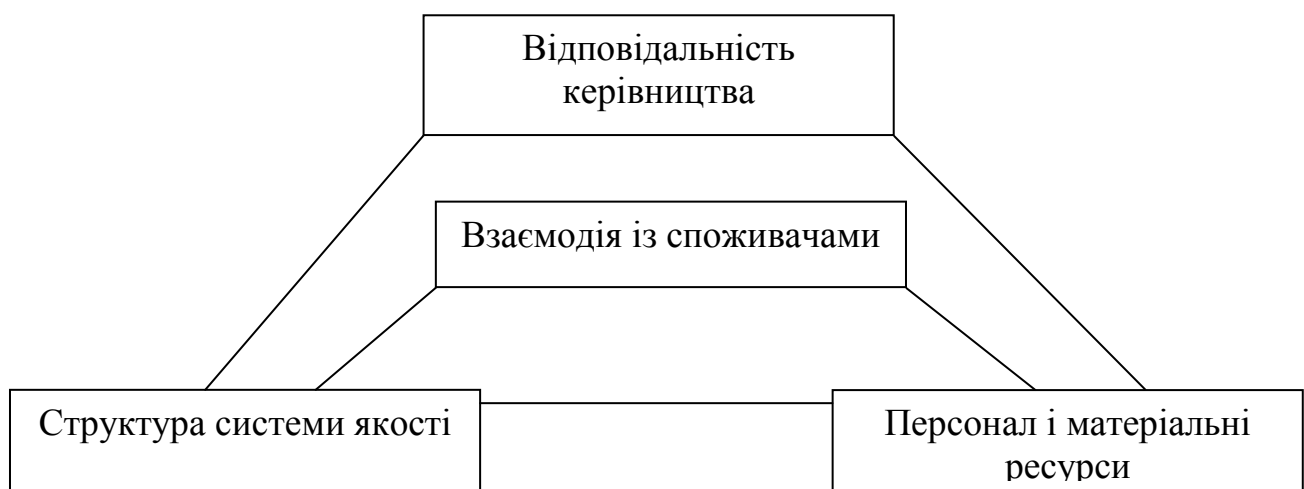 Відповідальність
керівництва
Взаємодія із споживачами
Структура системи якості
Персонал і матеріальні
ресурси